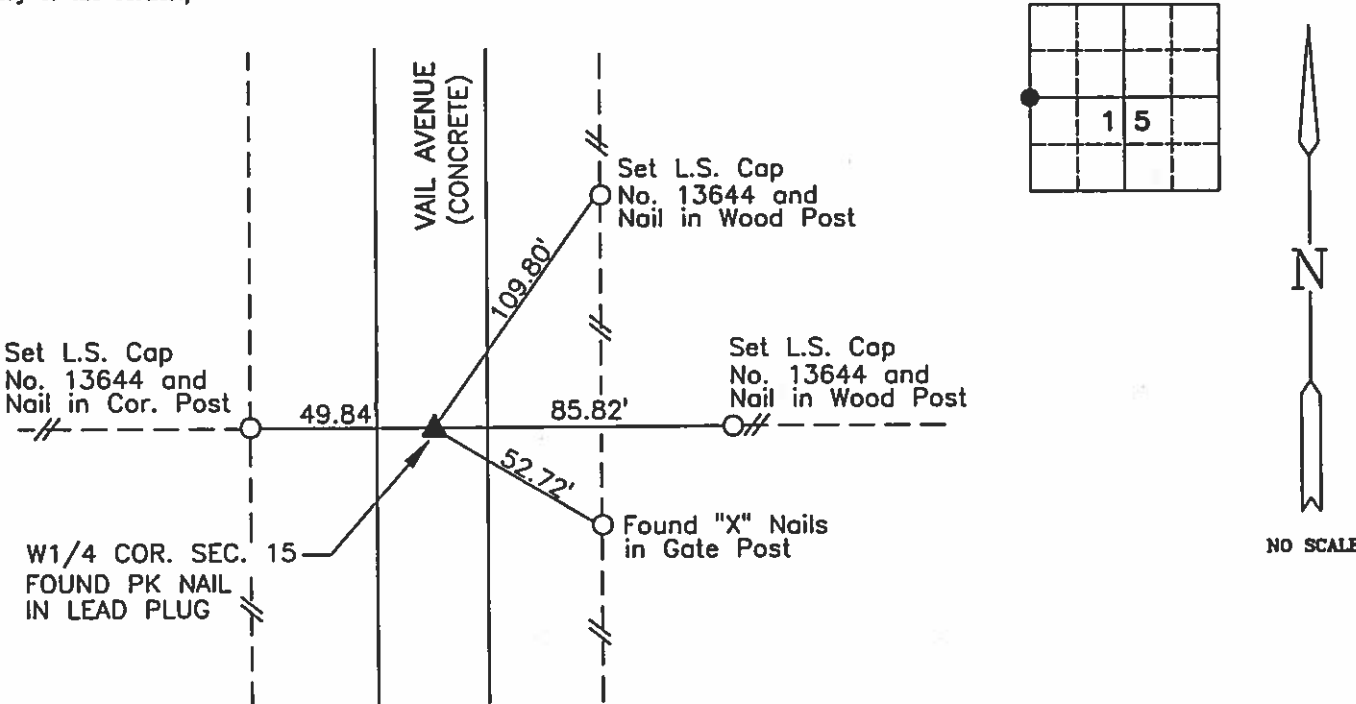 VAIL AVENUE
(CONCRETE)
1 5
Set L.S. Cap
No. 13644 and
Nail in Wood Post
109.80'
N
Set L.S. Cap
No. 13644 and
Nail in Cor. Post
49.84'
85.82'
Set L.S. Cap
No. 13644 and
Nail in Wood Post
52.72'
Found "X" Nails
in Gate Post
W1/4 COR. SEC. 15
FOUND PK NAIL
IN LEAD PLUG
NO SCALE